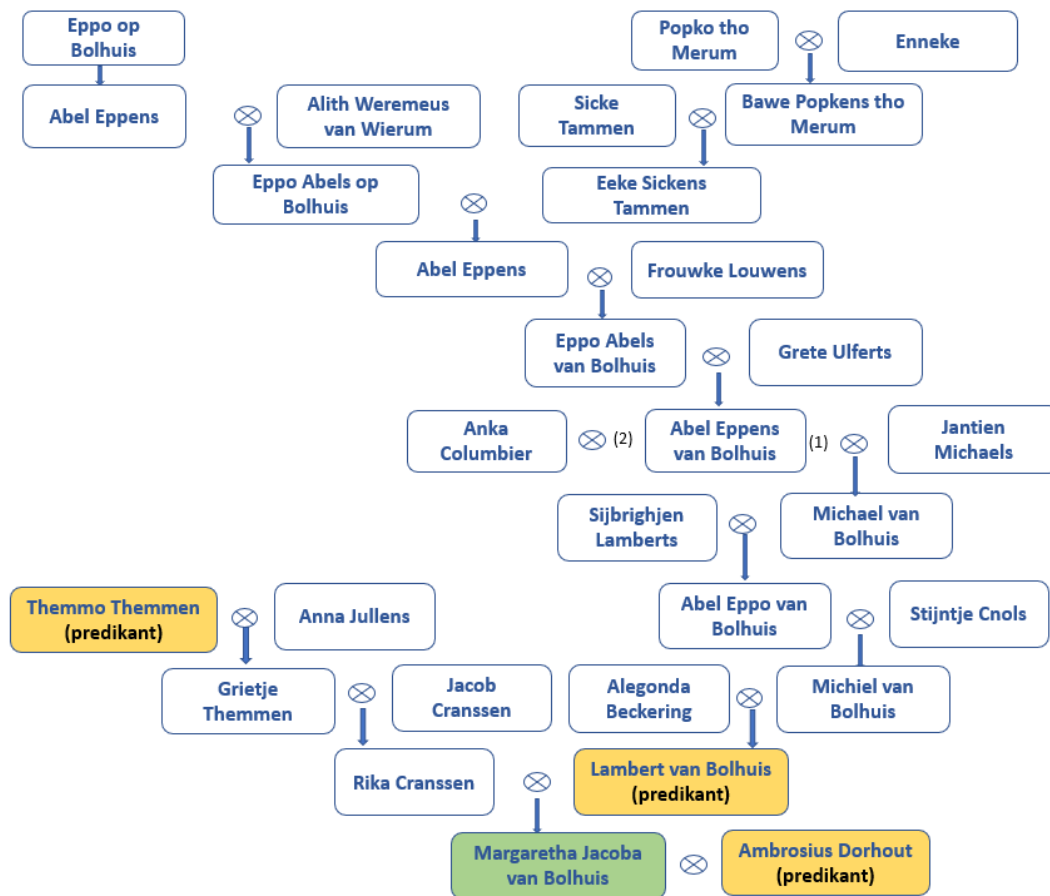 Eppo op
Bolhuis
Popko tho
Merum
Enneke
Abel Eppens
Alith Weremeus
van Wierum
Sicke
Tammen
Bawe Popkens tho
Merum
Eppo Abels op
Bolhuis
Eeke Sickens
Tammen
Abel Eppens
Frouwke Louwens
Eppo Abels
van Bolhuis
Grete Ulferts
Anka
Columbier
(2)
Abel Eppens
van Bolhuis
(1)
Jantien
Michaels
Sijbrighjen
Lamberts
Michael van
Bolhuis
Themmo Themmen
(predikant)
Anna Jullens
Abel Eppo van
Bolhuis
Stijntje Cnols
Grietje
Themmen
Jacob
Cranssen
Alegonda
Beckering
Michiel van
Bolhuis
Rika Cranssen
Lambert van Bolhuis
(predikant)
Margaretha Jacoba
van Bolhuis
Ambrosius Dorhout
(predikant)